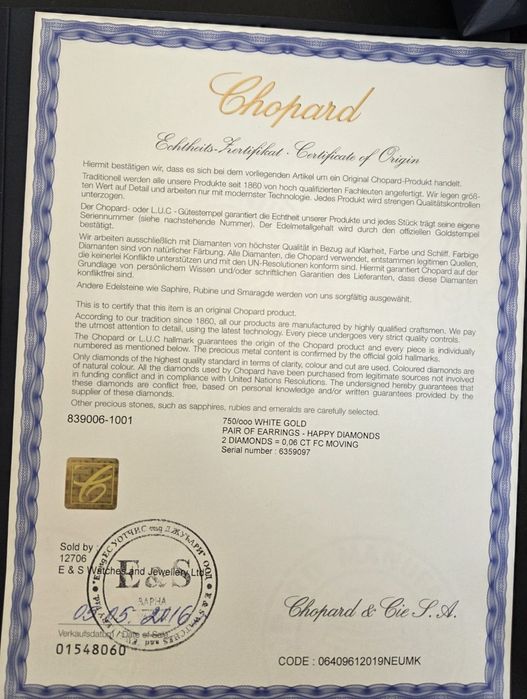 Chopard
Echtheits-Zertifikat · Certificate of Origin
Hiermit bestätigen wir, dass es sich bei dem vorliegenden Artikel um ein Original Chopard-Produkt handelt.
Traditionell werden alle unsere Produkte seit 1860 von hoch qualifizierten Fachleuten angefertigt. Wir legen größ-
ten Wert auf Detail und arbeiten nur mit modernster Technologie. Jedes Produkt wird strengen Qualitätskontrollen
unterzogen.
Der Chopard- oder L.U.C - Gütestempel garantiert die Echtheit unserer Produkte und jedes Stück trägt seine eigene
Seriennummer (siehe nachstehende Nummer). Der Edelmetallgehalt wird durch den offiziellen Goldstempel
bestätigt.
Wir arbeiten ausschließlich mit Diamanten von höchster Qualität in Bezug auf Klarheit, Farbe und Schliff. Farbige
Diamanten sind von natürlicher Färbung. Alle Diamanten, die Chopard verwendet, entstammen legitimen Quellen,
die keinerlei Konflikte unterstützen und mit den UN-Resolutionen konform sind. Hiermit garantiert Chopard auf der
Grundlage von persönlichem Wissen und/oder schriftlichen Garantien des Lieferanten, dass diese Diamanten
konfliktfrei sind.
Andere Edelsteine wie Saphire, Rubine und Smaragde werden von uns sorgfältig ausgewählt.
This is to certify that this item is an original Chopard product.
According to our tradition since 1860, all our products are manufactured by highly qualified craftsmen. We pay
the utmost attention to detail, using the latest technology. Every piece undergoes very strict quality controls.
The Chopard or L.U.C hallmark guarantees the origin of the Chopard product and every piece is individually
numbered as mentioned below. The precious metal content is confirmed by the official gold hallmarks.
Only diamonds of the highest quality standard in terms of clarity, colour and cut are used. Coloured diamonds are
of natural colour. All the diamonds used by Chopard have been purchased from legitimate sources not involved
in funding conflict and in compliance with United Nations Resolutions. The undersigned hereby guarantees that
these diamonds are conflict free, based on personal knowledge and/or written guarantees provided by the
supplier of these diamonds.
Other precious stones, such as sapphires, rubies and emeralds are carefully selected.
839006-1001
750/ooo WHITE GOLD
PAIR OF EARRINGS - HAPPY DIAMONDS
2 DIAMONDS = 0,06 CT FC MOVING
Serial number : 6359097
C
Sold by :
12706
E & S Watches and Jewellery Ltd
E&S
ВАРНА
05.05.2016
Verkaufsdatum / Date of Sale
01548060
Chopard & Cie S.A.
CODE : 06409612019NEUMK